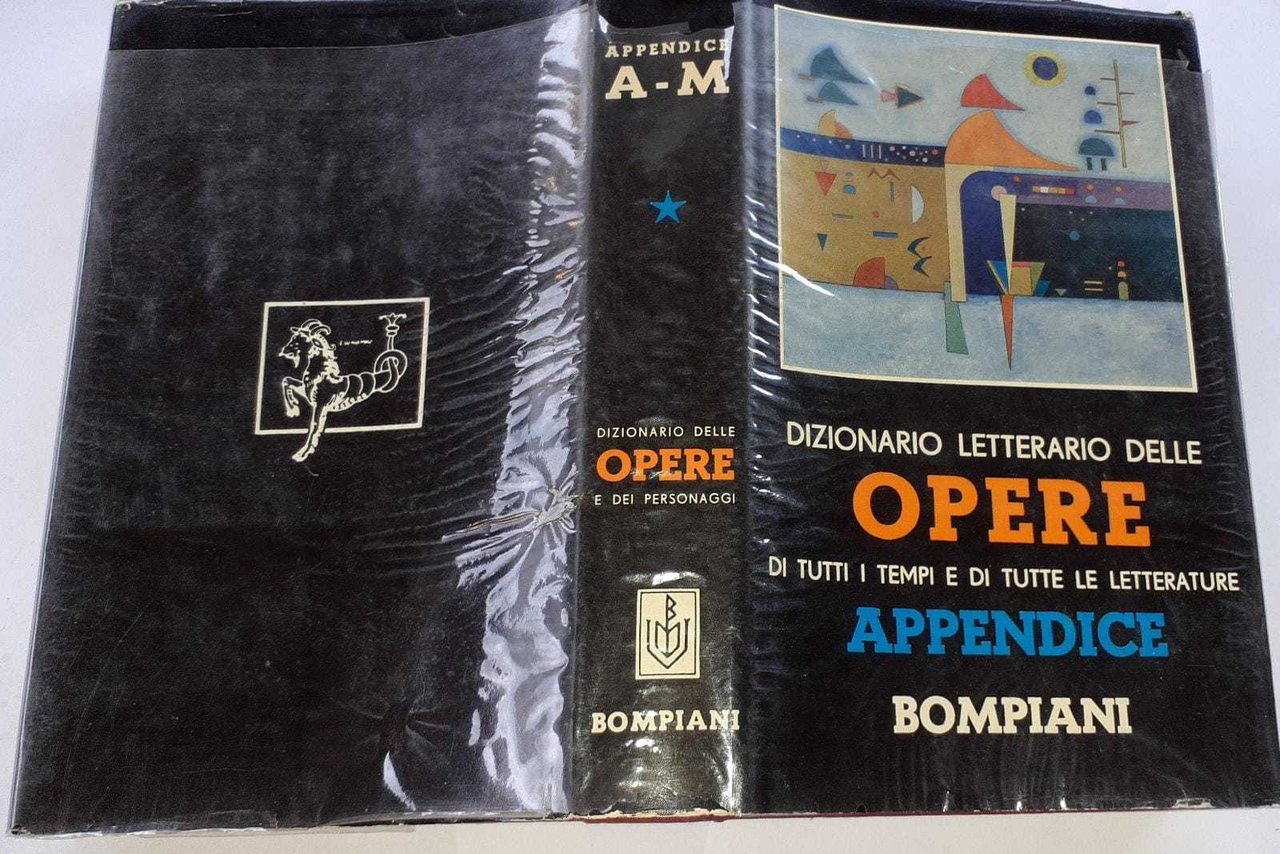 APPENDICE
A-M
DIZIONARIO DELLE
OPERE
E DEI PERSONAGGI
BOMPIANI
DIZIONARIO LETTERARIO DELLE
OPERE
DI TUTTI I TEMPI E DI TUTTE LE LETTERATURE
APPENDICE
BOMPIANI